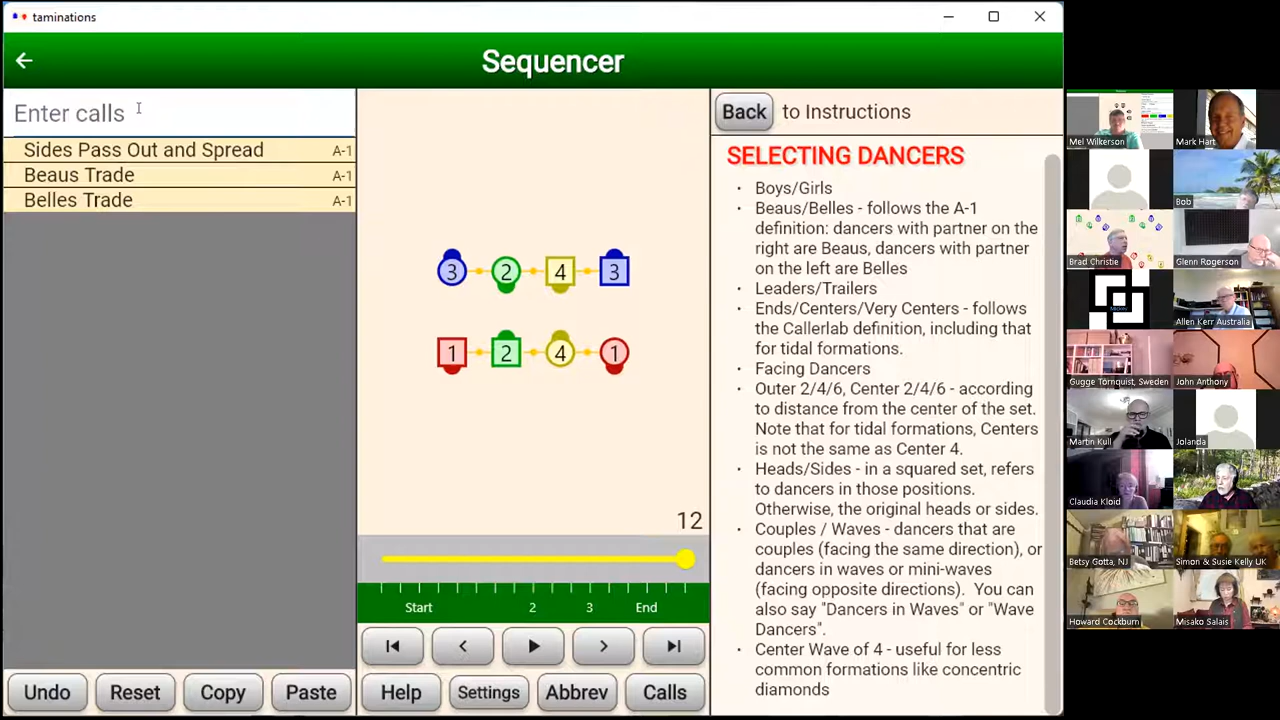 taminations
Sequencer
Enter calls
Sides Pass Out and Spread A-1
Beaus Trade A-1
Belles Trade A-1
3 2 4 3
1 2 4 1
12
Start 2 3 End
Undo Reset Copy Paste
Help Settings Abbrev Calls
Back to Instructions
SELECTING DANCERS
• Boys/Girls
• Beaus/Belles - follows the A-1
definition: dancers with partner on the
right are Beaus, dancers with partner
on the left are Belles
• Leaders/Trailers
• Ends/Centers/Very Centers - follows
the Callerlab definition, including that
for tidal formations.
• Facing Dancers
• Outer 2/4/6, Center 2/4/6 - according
to distance from the center of the set.
Note that for tidal formations, Centers
is not the same as Center 4.
• Heads/Sides - in a squared set, refers
to dancers in those positions.
Otherwise, the original heads or sides.
• Couples / Waves - dancers that are
couples (facing the same direction), or
dancers in waves or mini-waves
(facing opposite directions). You can
also say "Dancers in Waves" or "Wave
Dancers".
• Center Wave of 4 - useful for less
common formations like concentric
diamonds
Mel Wilkerson
Mark Hart
Bob
Brad Christie
Glenn Rogerson
Allen Kerr Australia
Gugge Törnquist, Sweden
John Anthony
Martin Kull
Jolanda
Claudia Kloid
Betsy Gotta, NJ
Simon & Susie Kelly UK
Howard Cockburn
Misako Salais